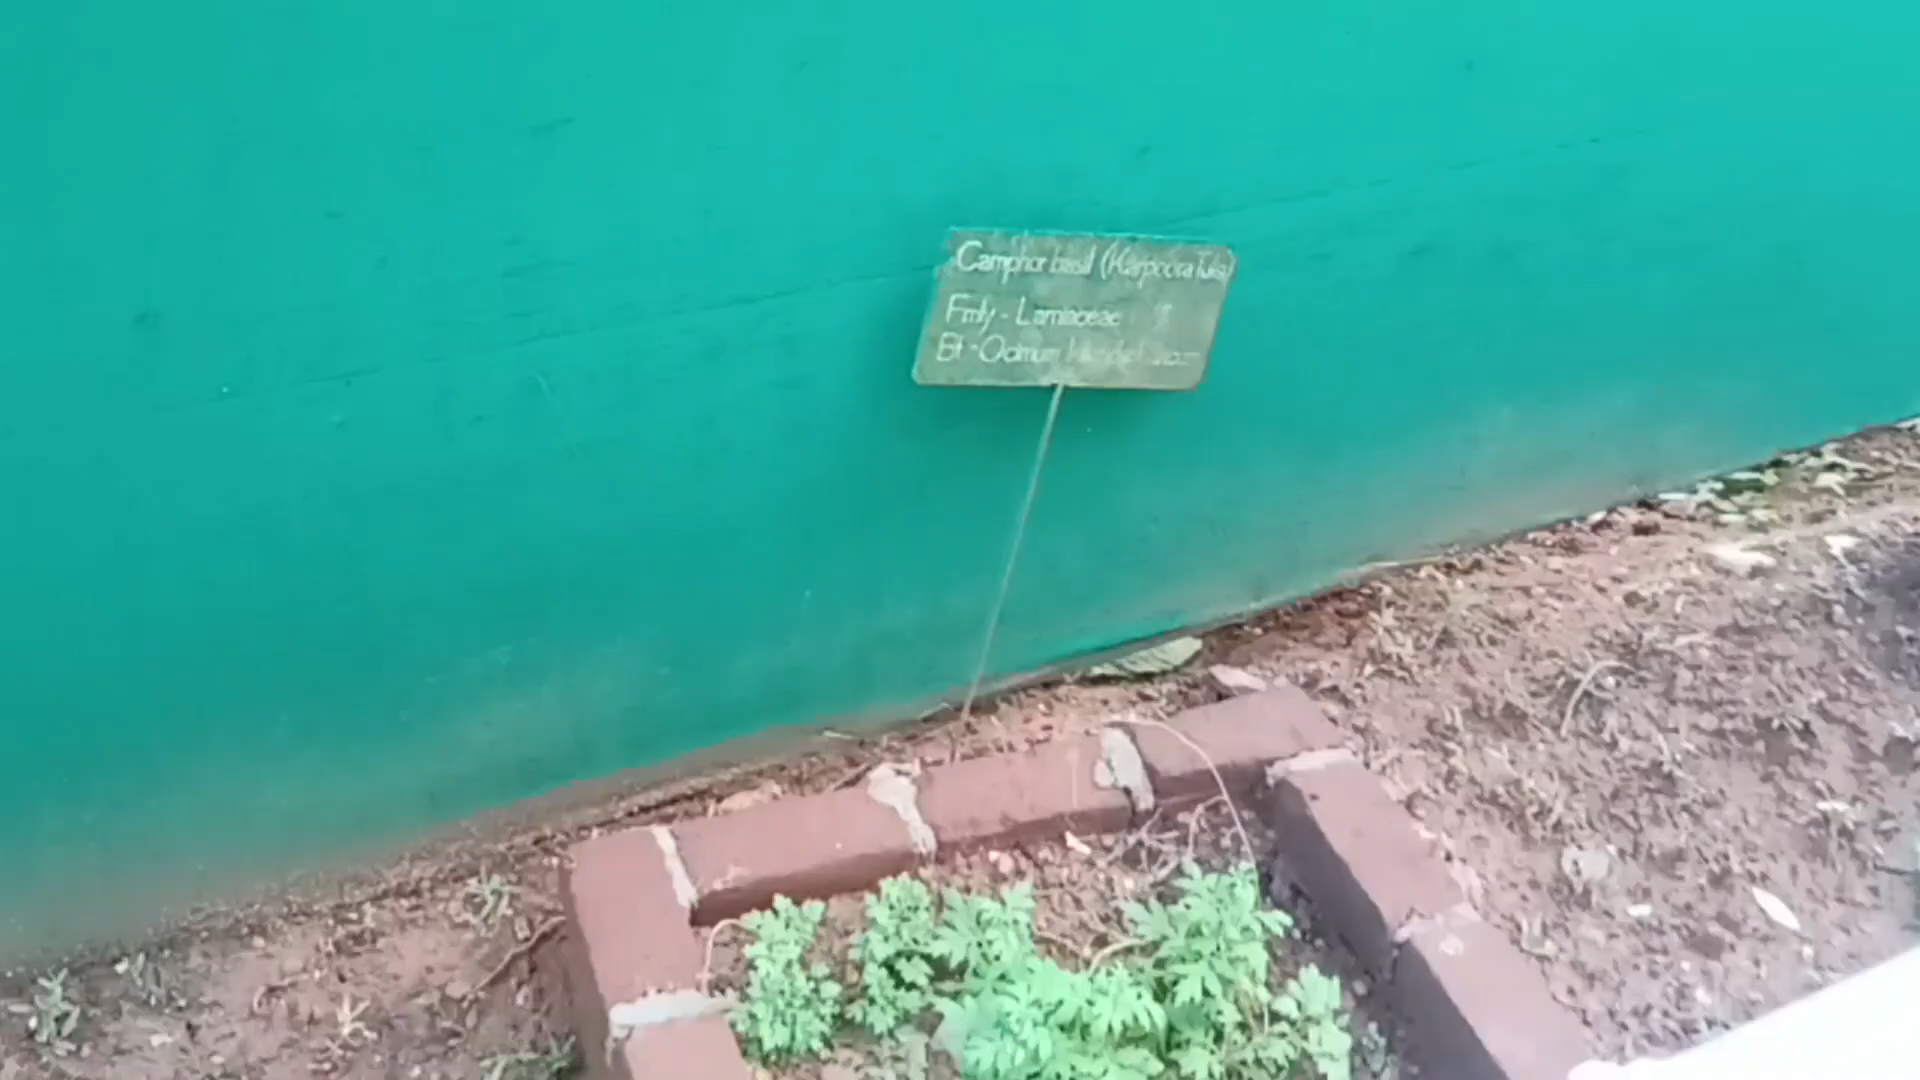 Camphor basil (Karpoora Tulsi)
Fmly - Lamiaceae
Bt - Ocimum